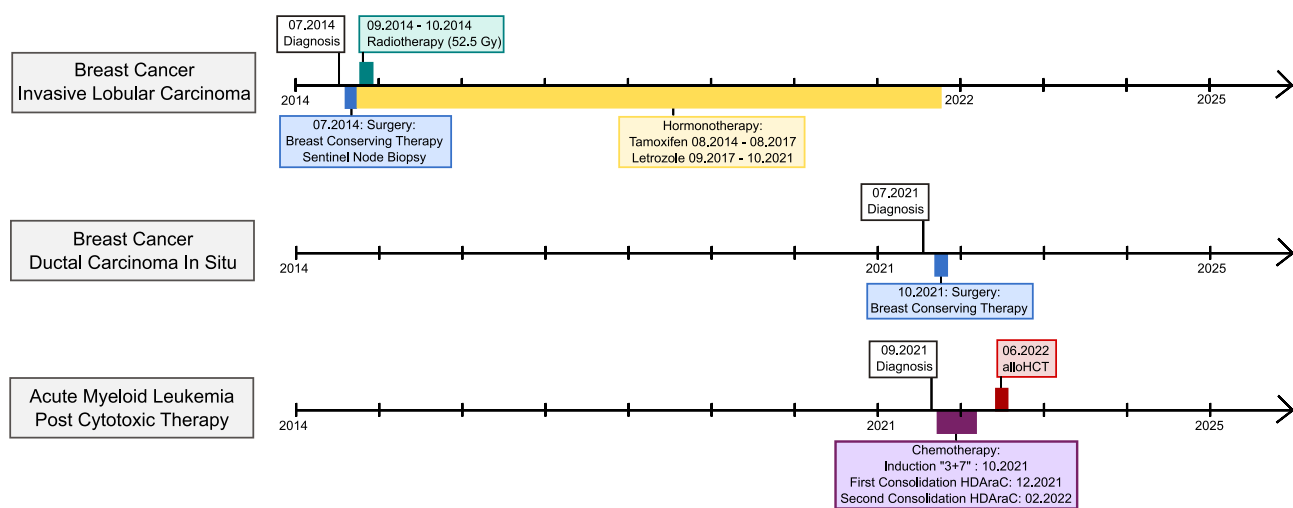 07.2014
Diagnosis
09.2014 - 10.2014
Radiotherapy (52.5 Gy)
Breast Cancer
Invasive Lobular Carcinoma
2014
2022
2025
07.2014: Surgery:
Breast Conserving Therapy
Sentinel Node Biopsy
Hormonotherapy:
Tamoxifen 08.2014 - 08.2017
Letrozole 09.2017 - 10.2021
07.2021
Diagnosis
Breast Cancer
Ductal Carcinoma In Situ
2014
2021
2025
10.2021: Surgery:
Breast Conserving Therapy
09.2021
Diagnosis
06.2022
alloHCT
Acute Myeloid Leukemia
Post Cytotoxic Therapy
2014
2021
2025
Chemotherapy:
Induction "3+7" : 10.2021
First Consolidation HDAraC: 12.2021
Second Consolidation HDAraC: 02.2022